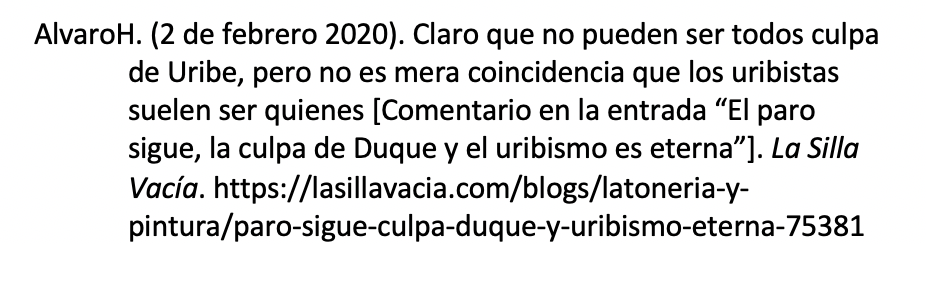 AlvaroH. (2 de febrero 2020). Claro que no pueden ser todos culpa
de Uribe, pero no es mera coincidencia que los uribistas
suelen ser quienes [Comentario en la entrada “El paro
sigue, la culpa de Duque y el uribismo es eterna”]. La Silla
Vacía. https://lasillavacia.com/blogs/latoneria-y-
pintura/paro-sigue-culpa-duque-y-uribismo-eterna-75381